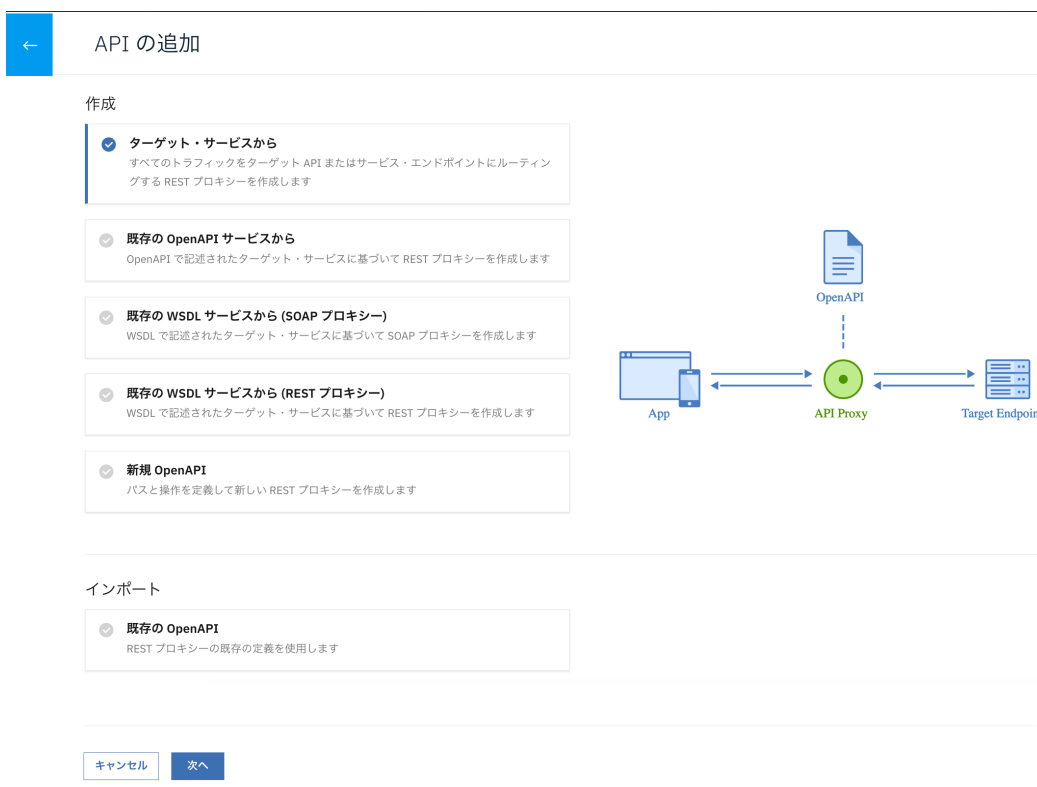 API の追加
作成
ターゲット・サービスから
すべてのトラフィックをターゲット API またはサービス・エンドポイントにルーティン
グする REST プロキシーを作成します
既存の OpenAPI サービスから
OpenAPI で記述されたターゲット・サービスに基づいて REST プロキシーを作成します
既存の WSDL サービスから (SOAP プロキシー)
WSDL で記述されたターゲット・サービスに基づいて SOAP プロキシーを作成します
既存の WSDL サービスから (REST プロキシー)
WSDL で記述されたターゲット・サービスに基づいて REST プロキシーを作成します
新規 OpenAPI
パスと操作を定義して新しい REST プロキシーを作成します
OpenAPI
App
API Proxy
Target Endpoin
インポート
既存の OpenAPI
REST プロキシーの既存の定義を使用します
キャンセル
次へ